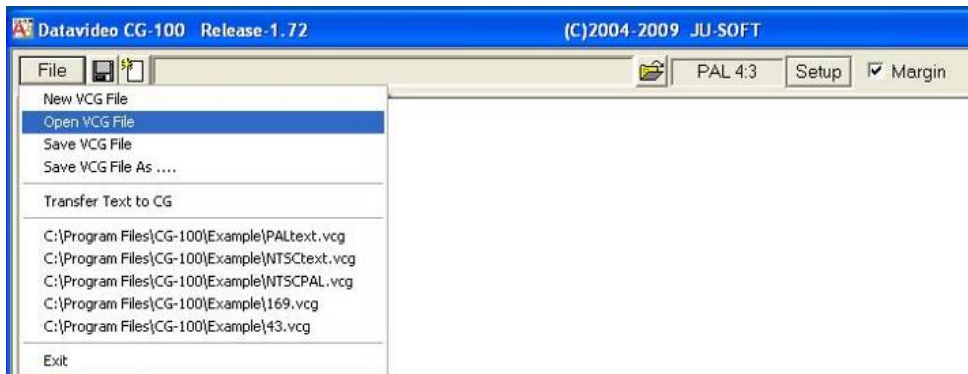 Datavideo CG-100 Release-1.72 (C)2004-2009 JU-SOFT
File PAL 4:3 Setup Margin
New VCG File
Open VCG File
Save VCG File
Save VCG File As ....
Transfer Text to CG
C:\Program Files\CG-100\Example\PALtext.vcg
C:\Program Files\CG-100\Example\NTSCtext.vcg
C:\Program Files\CG-100\Example\NTSCPAL.vcg
C:\Program Files\CG-100\Example\169.vcg
C:\Program Files\CG-100\Example\43.vcg
Exit